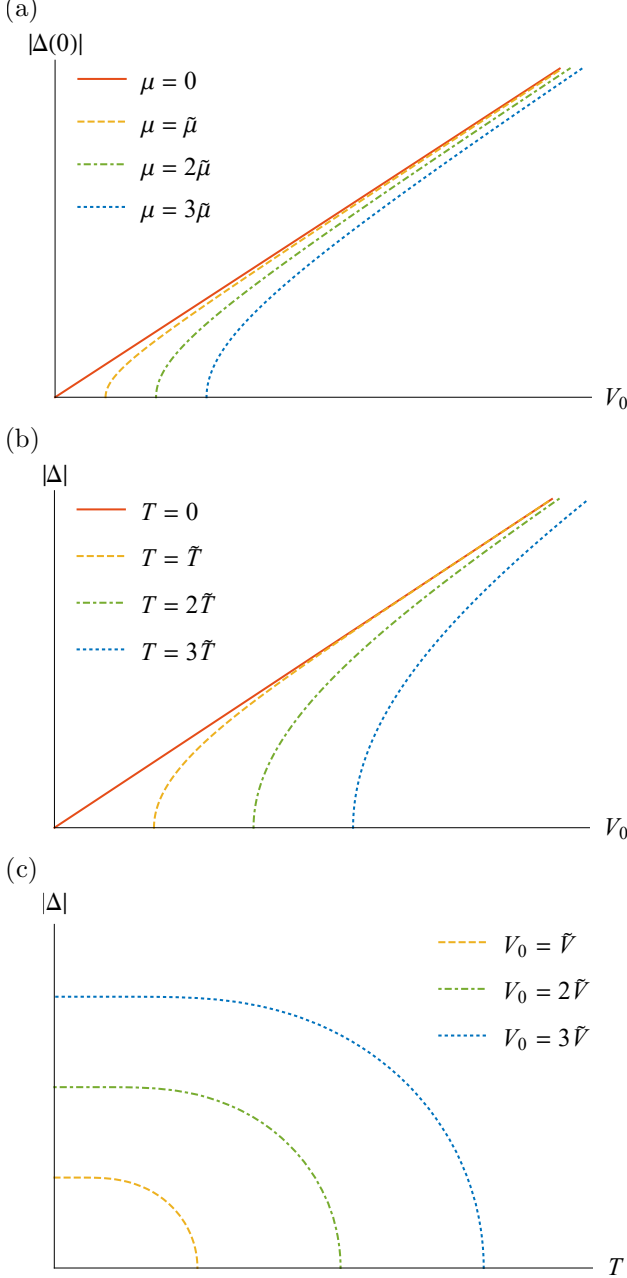 (a)
|Δ(0)|
μ = 0
μ = μ̃
μ = 2μ̃
μ = 3μ̃
V₀
(b)
|Δ|
T = 0
T = T̃
T = 2T̃
T = 3T̃
V₀
(c)
|Δ|
V₀ = Ṽ
V₀ = 2Ṽ
V₀ = 3Ṽ
T